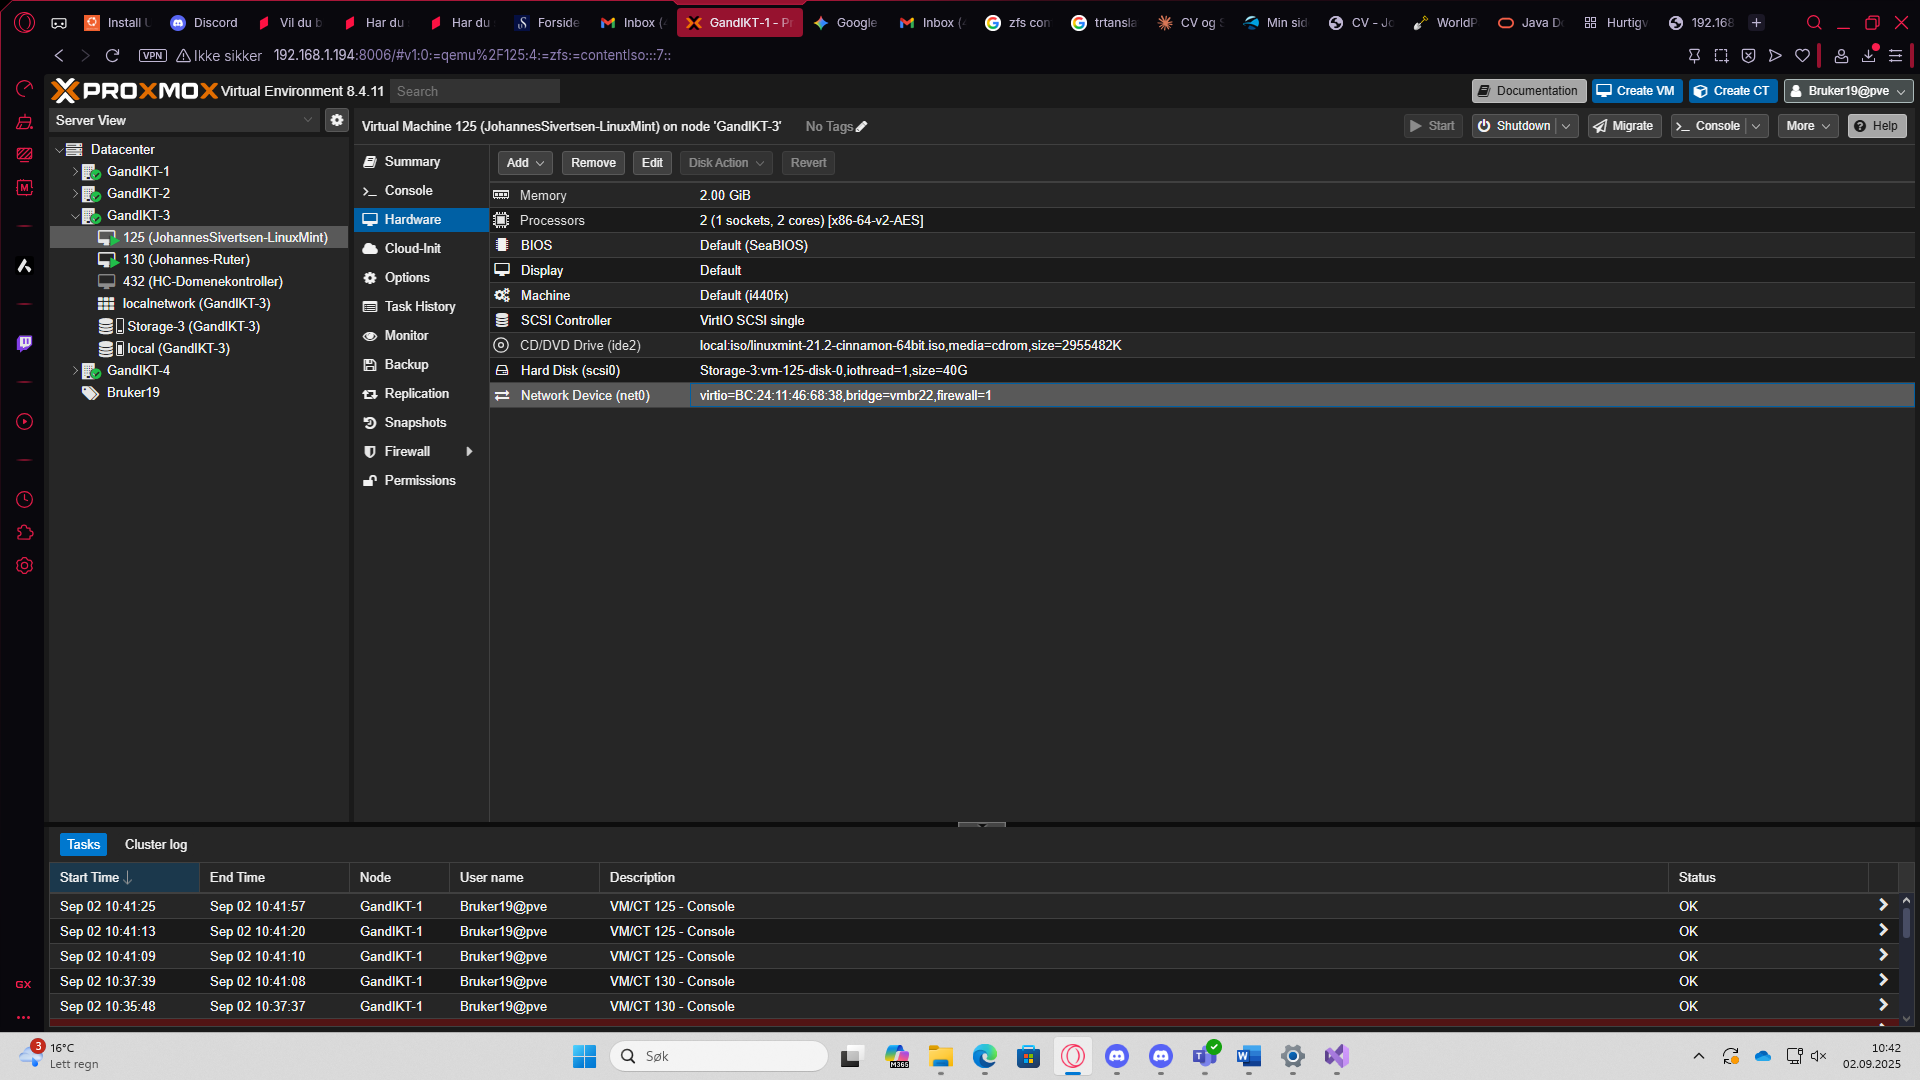 Install U
Discord
Vil du b
Har du s
Har du s
Forside
Inbox (4
GandIKT-1 - Pr
Google
Inbox (4
zfs com
trtransla
CV og S
Min sid
CV - Jo
WorldP
Java Do
Hurtigv
192.168
VPN
Ikke sikker
192.168.1.194:8006/#v1:0:=qemu%2F125:4:=zfs:=contentIso:::7::
PROXMOX Virtual Environment 8.4.11
Search
Documentation
Create VM
Create CT
Bruker19@pve
Server View
Virtual Machine 125 (JohannesSivertsen-LinuxMint) on node 'GandIKT-3'
No Tags
Start
Shutdown
Migrate
Console
More
Help
Datacenter
GandIKT-1
GandIKT-2
GandIKT-3
125 (JohannesSivertsen-LinuxMint)
130 (Johannes-Ruter)
432 (HC-Domenekontroller)
localnetwork (GandIKT-3)
Storage-3 (GandIKT-3)
local (GandIKT-3)
GandIKT-4
Bruker19
Summary
Console
Hardware
Cloud-Init
Options
Task History
Monitor
Backup
Replication
Snapshots
Firewall
Permissions
Add
Remove
Edit
Disk Action
Revert
Memory 2.00 GiB
Processors 2 (1 sockets, 2 cores) [x86-64-v2-AES]
BIOS Default (SeaBIOS)
Display Default
Machine Default (i440fx)
SCSI Controller VirtIO SCSI single
CD/DVD Drive (ide2) local:iso/linuxmint-21.2-cinnamon-64bit.iso,media=cdrom,size=2955482K
Hard Disk (scsi0) Storage-3:vm-125-disk-0,iothread=1,size=40G
Network Device (net0) virtio=BC:24:11:46:68:38,bridge=vmbr22,firewall=1
Tasks
Cluster log
Start Time End Time Node User name Description Status
Sep 02 10:41:25 Sep 02 10:41:57 GandIKT-1 Bruker19@pve VM/CT 125 - Console OK
Sep 02 10:41:13 Sep 02 10:41:20 GandIKT-1 Bruker19@pve VM/CT 125 - Console OK
Sep 02 10:41:09 Sep 02 10:41:10 GandIKT-1 Bruker19@pve VM/CT 125 - Console OK
Sep 02 10:37:39 Sep 02 10:41:08 GandIKT-1 Bruker19@pve VM/CT 130 - Console OK
Sep 02 10:35:48 Sep 02 10:37:37 GandIKT-1 Bruker19@pve VM/CT 130 - Console OK
GX
3
16°C
Lett regn
Søk
M365
10:42
02.09.2025